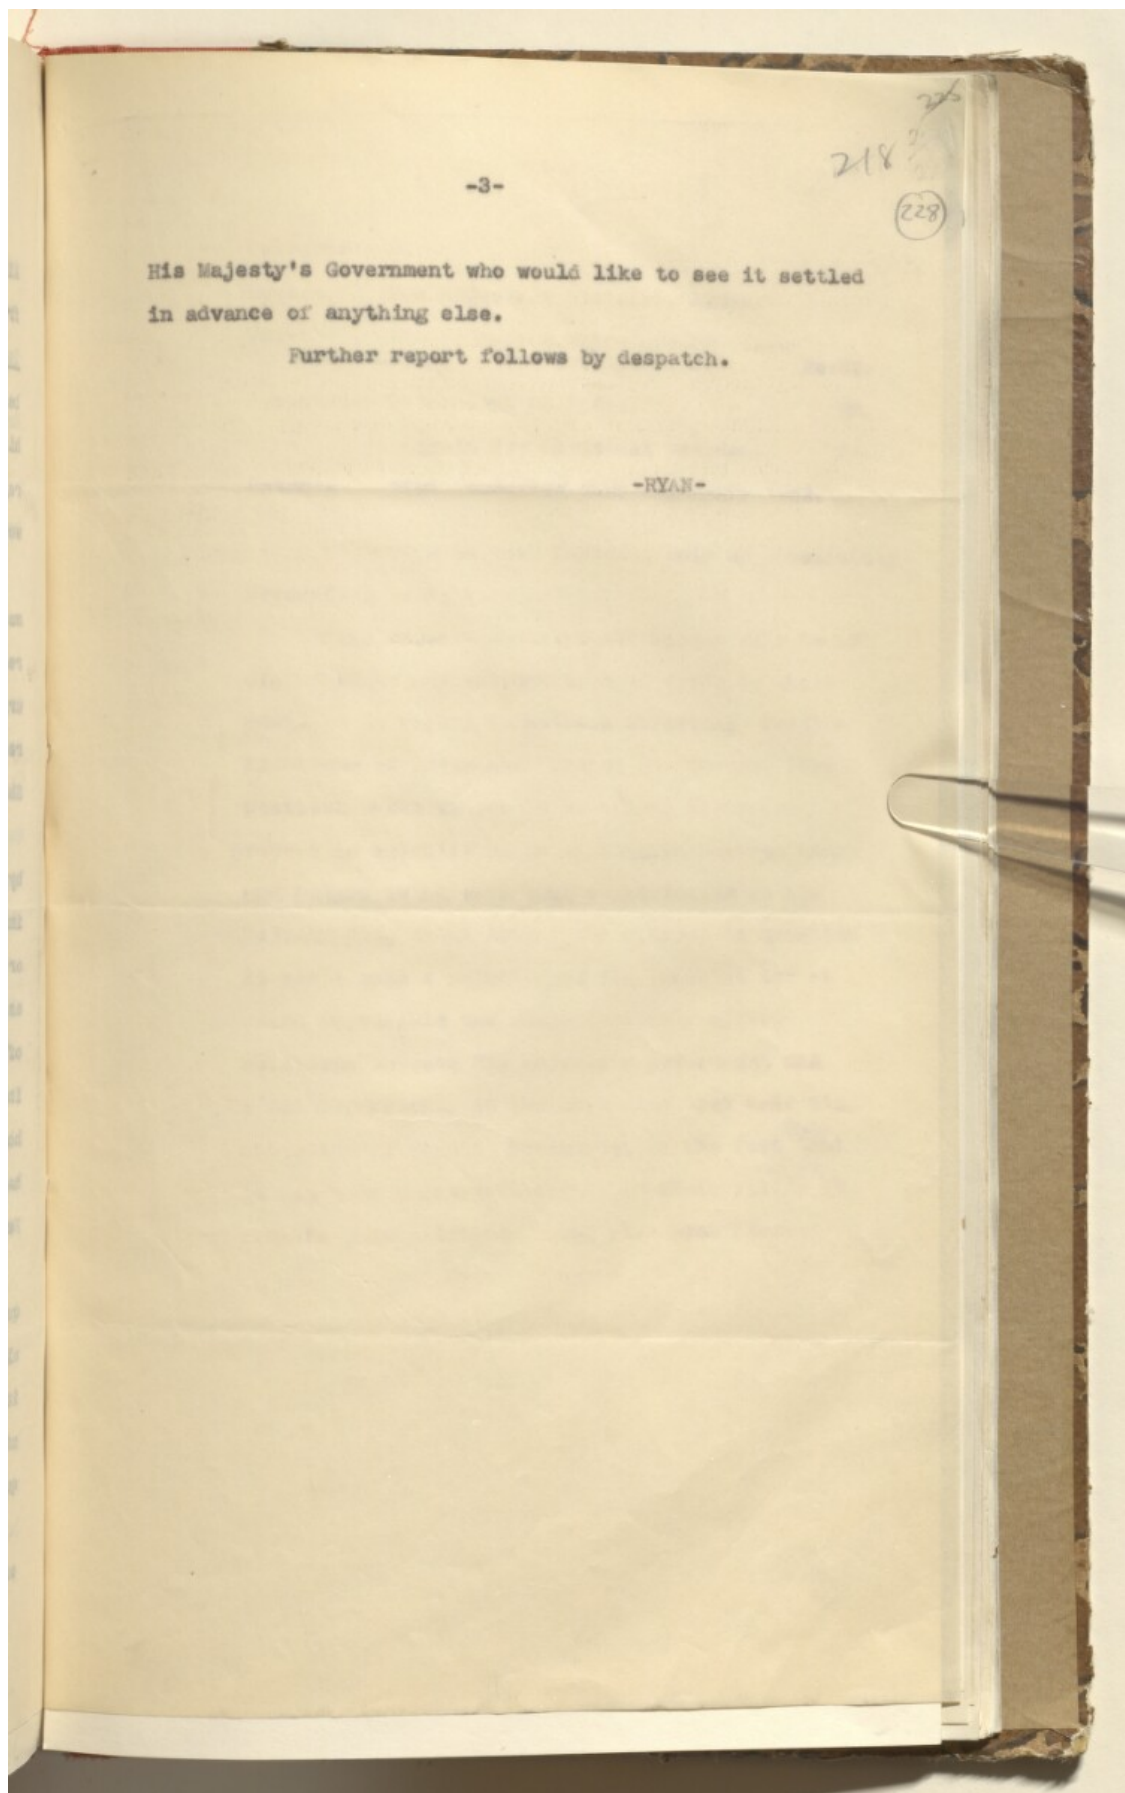 225
218
228
-3-
His Majesty's Government who would like to see it settled
in advance of anything else.
Further report follows by despatch.
-RYAN-